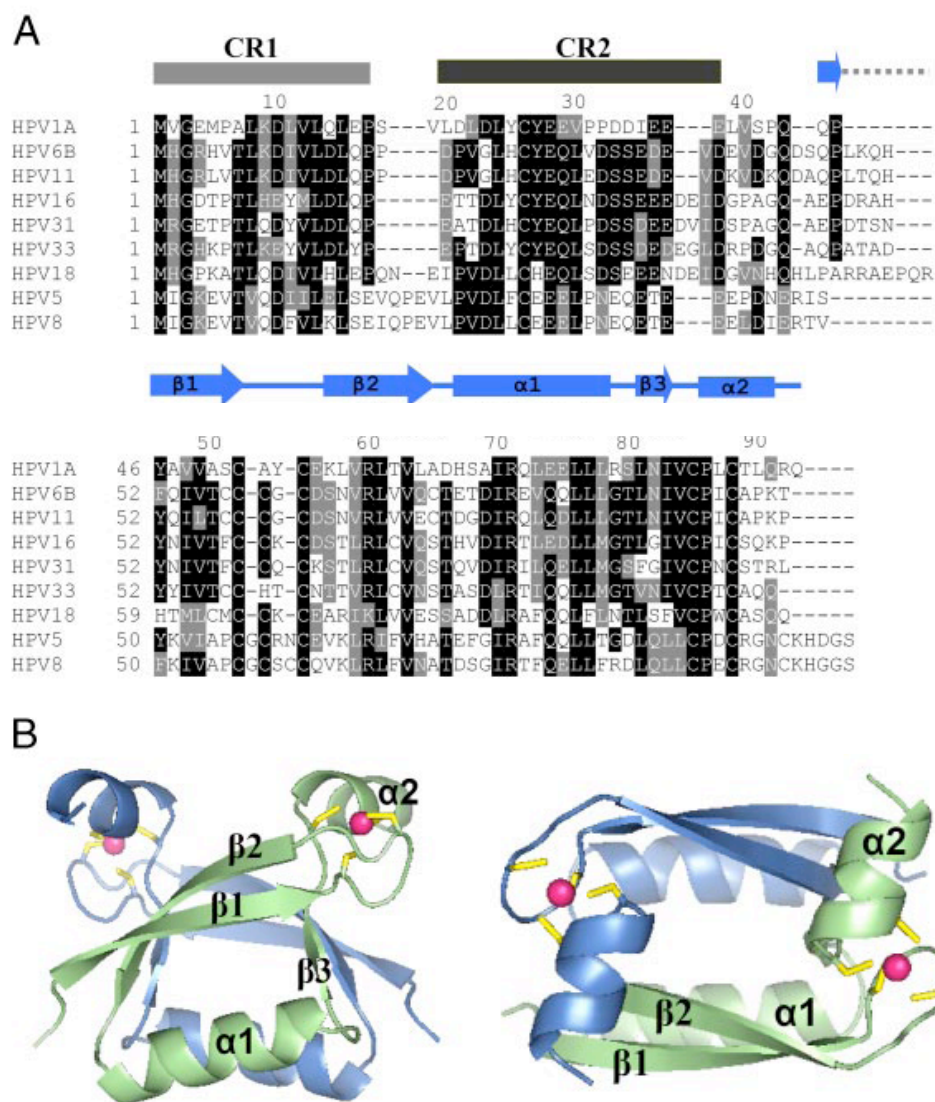 A
CR1 CR2
10 20 30 40
HPV1A 1 MVGEMPALKDLVLQLEPS---VLDLDLYCYEEVPPDDIEE---ELVSPQ-QP--------
HPV6B 1 MHGRHVTLKDIVLDLQPP----DPVGLHCYEQLVDSSEDE---VDEVDGQDSQPLKQH--
HPV11 1 MHGRLVTLKDIVLDLQPP----DPVGLHCYEQLEDSSEDE---VDKVDKQDAQPLTQH--
HPV16 1 MHGDTPTLHEYMLDLQP-----ETTDLYCYEQLNDSSEEEDEIDGPAGQ-AEPDRAH---
HPV31 1 MRGETPTLQDYVLDLQP-----EATDLYCYEQLPDSSDEEDVIDSPAGQ-AEPDTSN---
HPV33 1 MRGHKPTLKEYVLDLYP-----EPTDLYCYEQLSDSSDEDEGLDRPDGQ-AQPATAD---
HPV18 1 MHGPKATLQDIVLHLEPQN--EIPVDLLCHEQLSDSEEENDEIDGVNHQHLPARRAEPQR
HPV5 1 MIGKEVTVQDIILELSEVQPEVLPVDLFCEEELPNEQETE---EEPDNERIS--------
HPV8 1 MIGKEVTVQDFVLKLSEIQPEVLPVDLLCEEELPNEQETE---EELDIERTV--------
β1 β2 α1 β3 α2
50 60 70 80 90
HPV1A 46 YAVVASC-AY-CEKLVRLTVLADHSAIRQLEELLLRSLNIVCPLCTLQRQ-----
HPV6B 52 FQIVTCC-CG-CDSNVRLVVQCTETDIREVQQLLLGTLNIVCPICAPKT------
HPV11 52 YQILTCC-CG-CDSNVRLVVECTDGDIRQLQDLLLGTLNIVCPICAPKP------
HPV16 52 YNIVTFC-CK-CDSTLRLCVQSTHVDIRTLEDLLMGTLGIVCPICSQKP------
HPV31 52 YNIVTFC-CQ-CKSTLRLCVQSTQVDIRILQELLMGSFGIVCPNCSTRL------
HPV33 52 YYIVTCC-HT-CNTTVRLCVNSTASDLRTIQQLLMGTVNIVCPTCAQQ-------
HPV18 59 HTMLCMC-CK-CEARIKLVVESSADDLRAFQQLFLNTLSFVCPWCASQQ------
HPV5 50 YKVIAPCGCRNCEVKLRIFVHATEFGIRAFQQLLTGDLQLLCPDCRGNCKHDGS
HPV8 50 FKIVAPCGCSCCQVKLRLFVNATDSGIRTFQELLFRDLQLLCPECRGNCKHGGS
B
α2
β2
β1
β3
α1
α2
β2
α1
β1